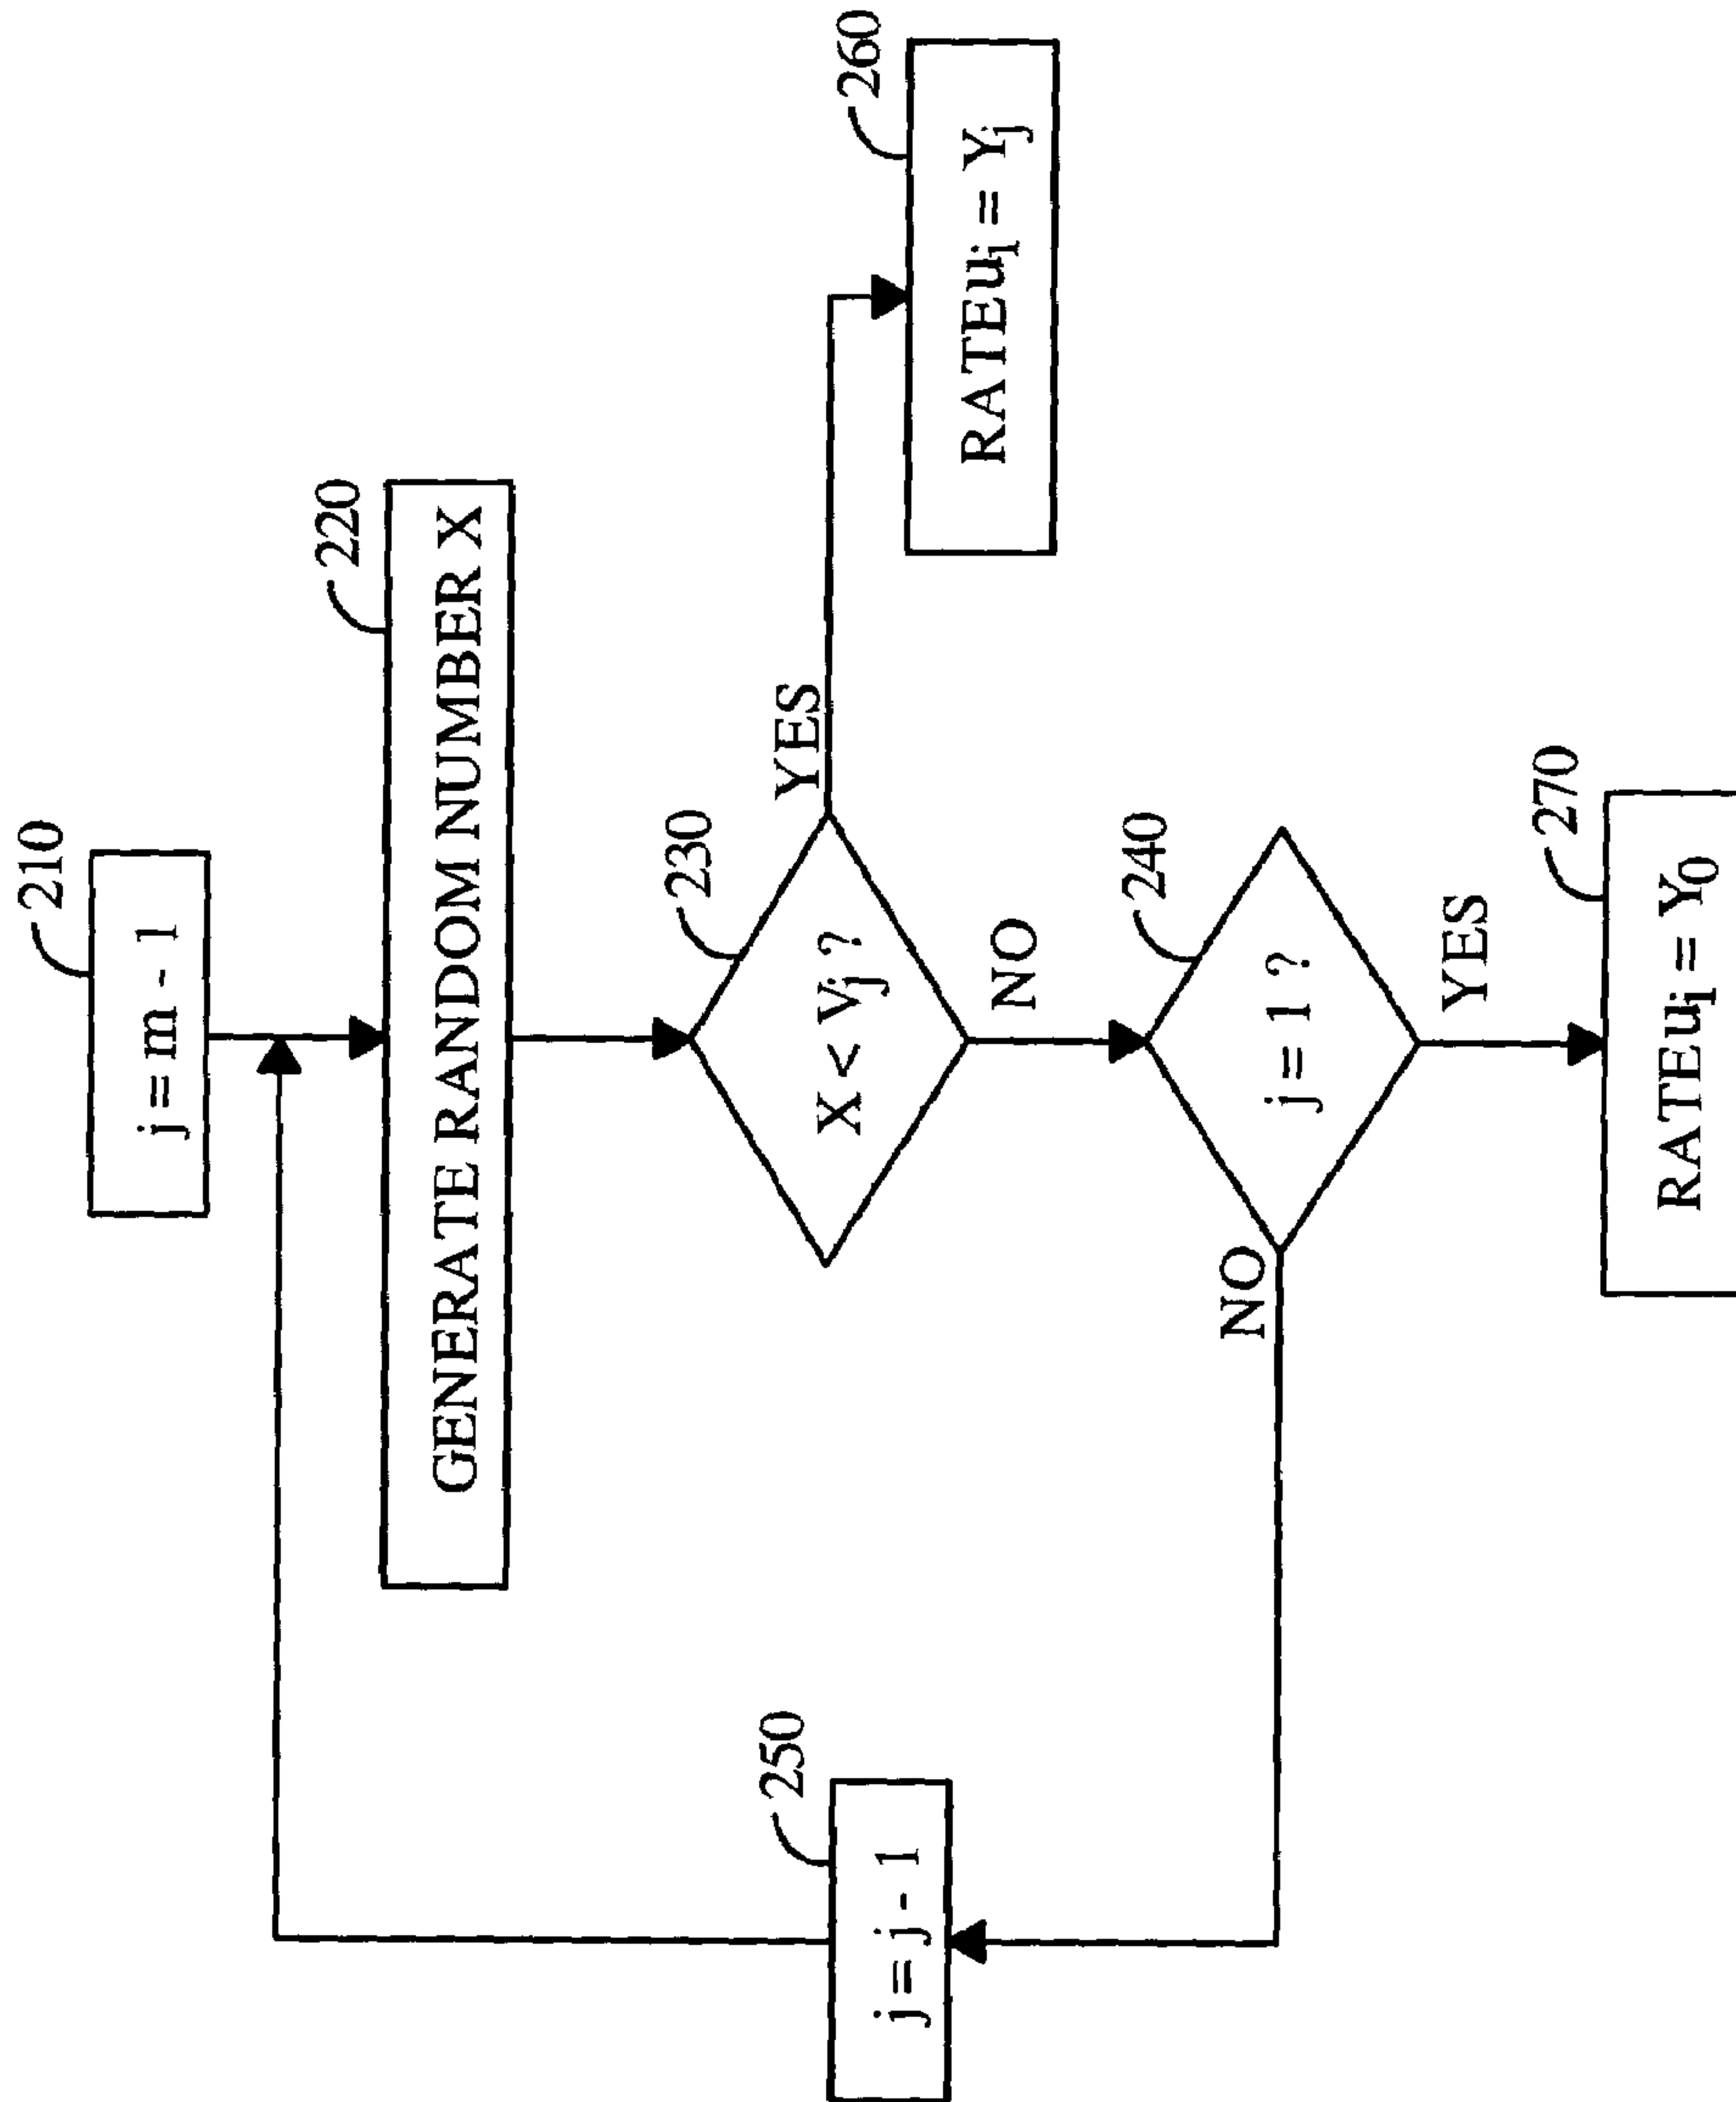 210
j = m - 1
220
GENERATE RANDOM NUMBER X
230
X < Vj ?
YES
260
RATEui = Yj
NO
240
j = 1 ?
NO
250
j = j - 1
YES
270
RATEui = Y0